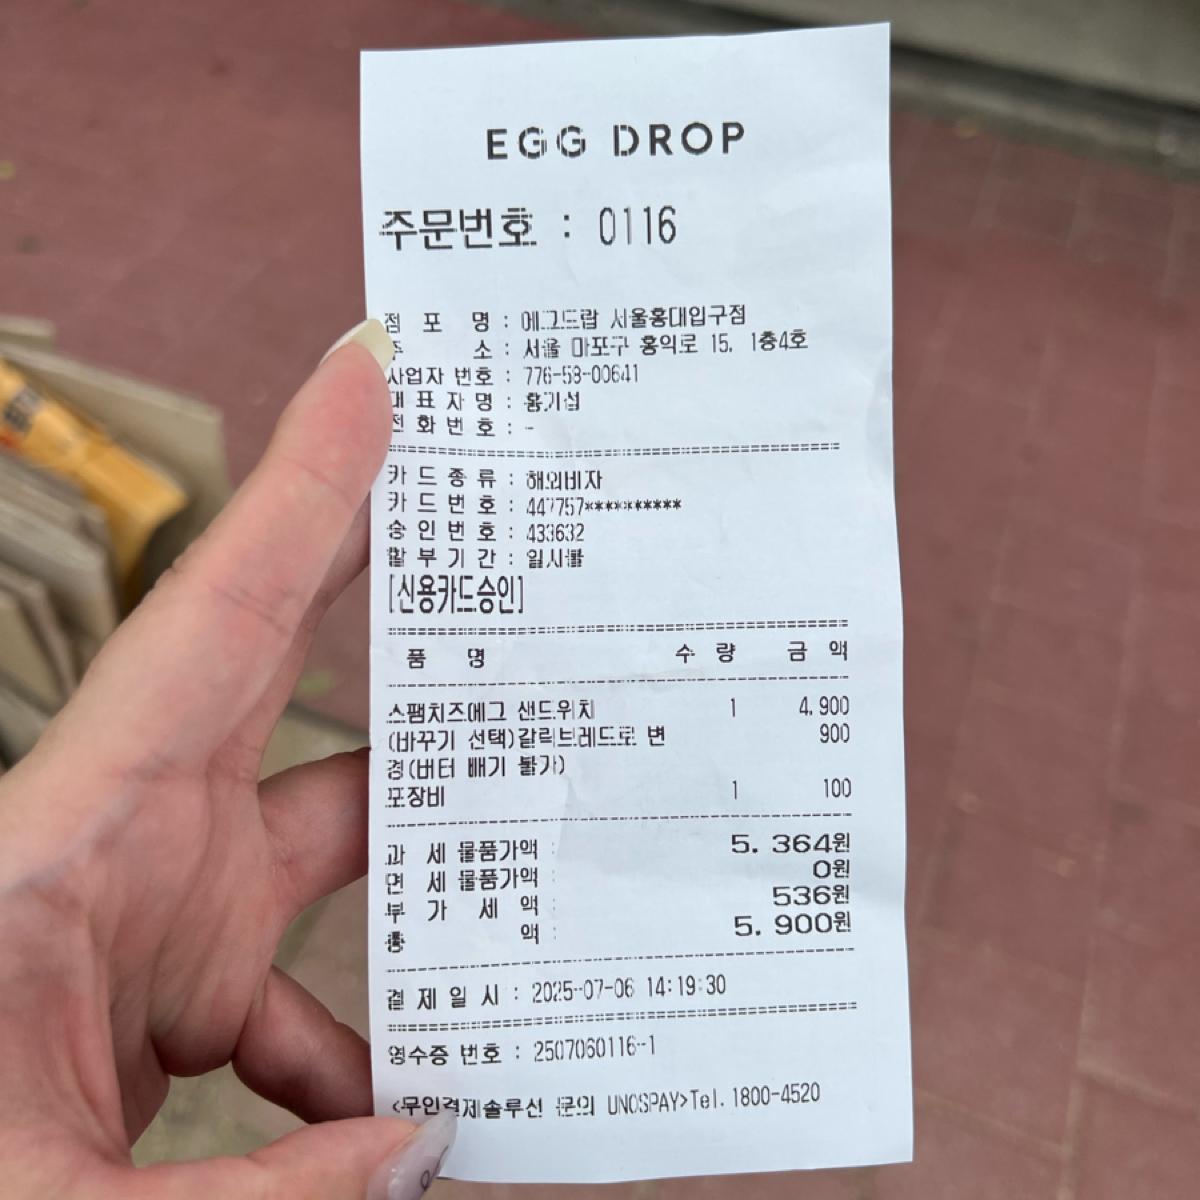 EGG DROP
주문번호 : 0116
점 포 명 : 에그드랍 서울홍대입구점
주 소 : 서울 마포구 홍익로 15, 1층4호
사업자 번호 : 776-58-00641
대 표 자 명 : 홍기섭
전 화 번 호 : -
카 드 종 류 : 해외비자
카 드 번 호 : 447757**********
승 인 번 호 : 433632
할 부 기 간 : 일시불
[신용카드승인]
품 명 수 량 금 액
스팸치즈에그 샌드위치 1 4,900
(바꾸기 선택)갈릭브레드로 변 900
경(버터 빼기 불가)
포장비 1 100
과 세 물품가액 : 5,364원
면 세 물품가액 : 0원
부 가 세 액 : 536원
총 액 : 5,900원
결 제 일 시 : 2025-07-06 14:19:30
영수증 번호 : 2507060116-1
<무인결제솔루션 문의 UNOSPAY>Tel.1800-4520